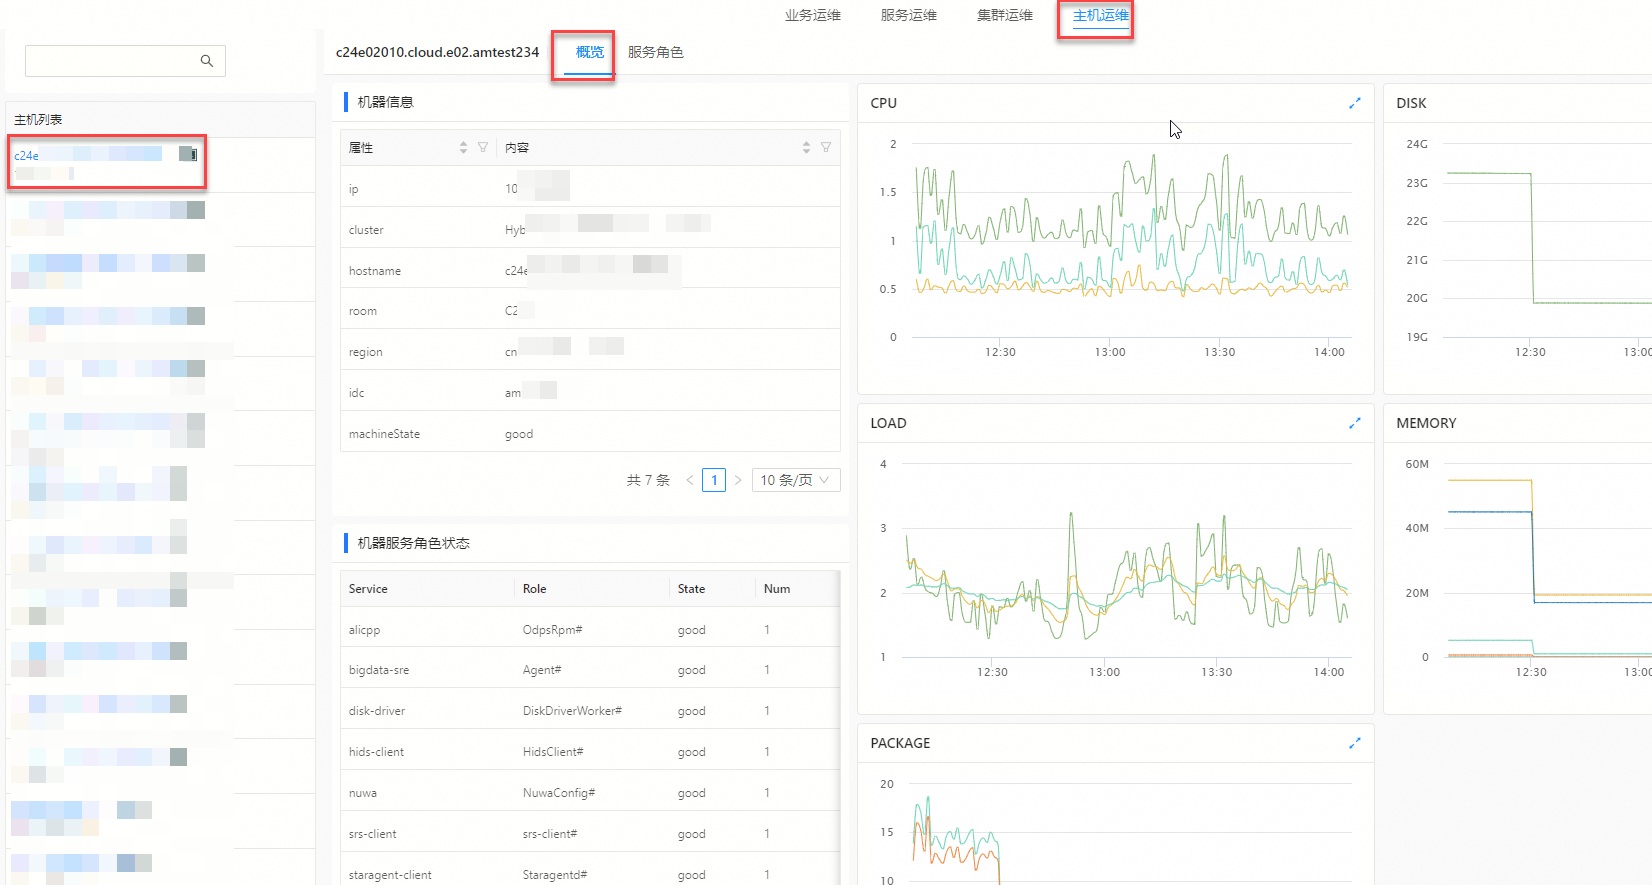 业务运维 服务运维 集群运维 主机运维
c24e02010.cloud.e02.amtest234 概览 服务角色
主机列表
c24e
机器信息
属性 内容
ip 10
cluster Hyb
hostname c24e
room C2
region cn
idc am
machineState good
共 7 条 < 1 > 10 条/页
机器服务角色状态
Service Role State Num
alicpp OdpsRpm# good 1
bigdata-sre Agent# good 1
disk-driver DiskDriverWorker# good 1
hids-client HidsClient# good 1
nuwa NuwaConfig# good 1
srs-client srs-client# good 1
staragent-client Staragentd# good 1
CPU
2
1.5
1
0.5
0
12:30 13:00 13:30 14:00
DISK
24G
23G
22G
21G
20G
19G
12:30 13:00
LOAD
4
3
2
1
12:30 13:00 13:30 14:00
MEMORY
60M
40M
20M
0
12:30 13:00
PACKAGE
20
15
10